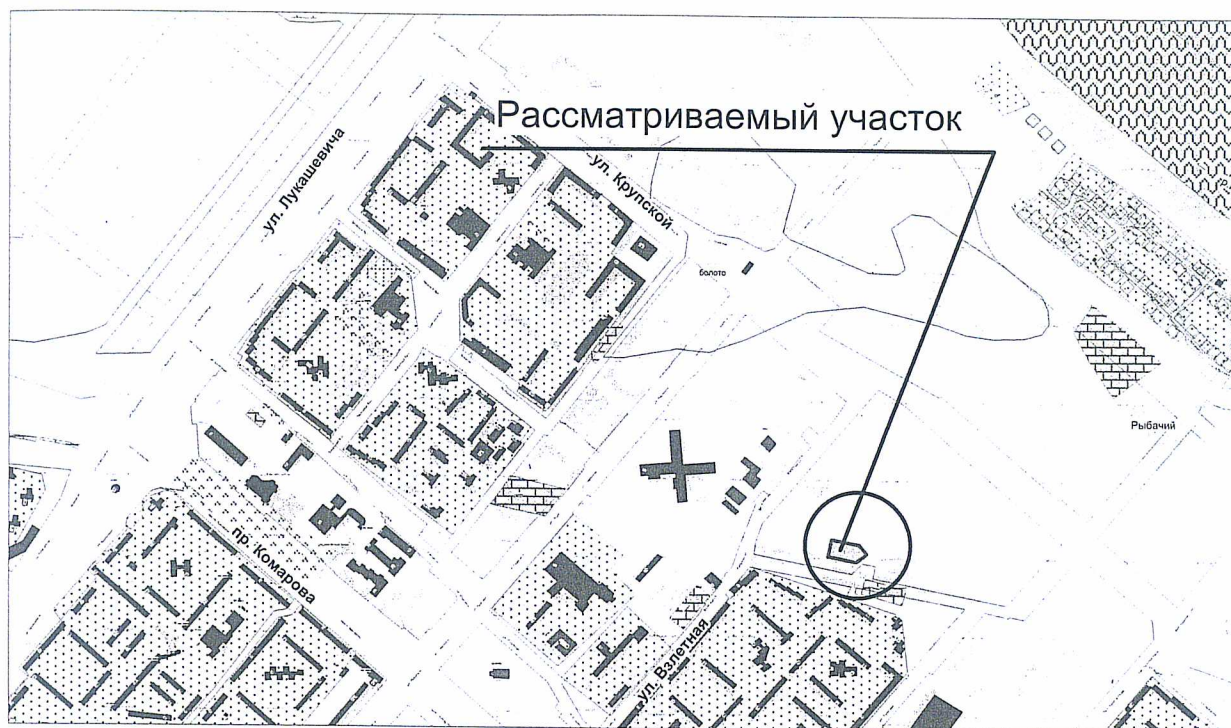 Рассматриваемый участок
ул. Лукашевича
ул. Крупской
болото
Рыбачий
пр. Комарова
ул. Взлетная